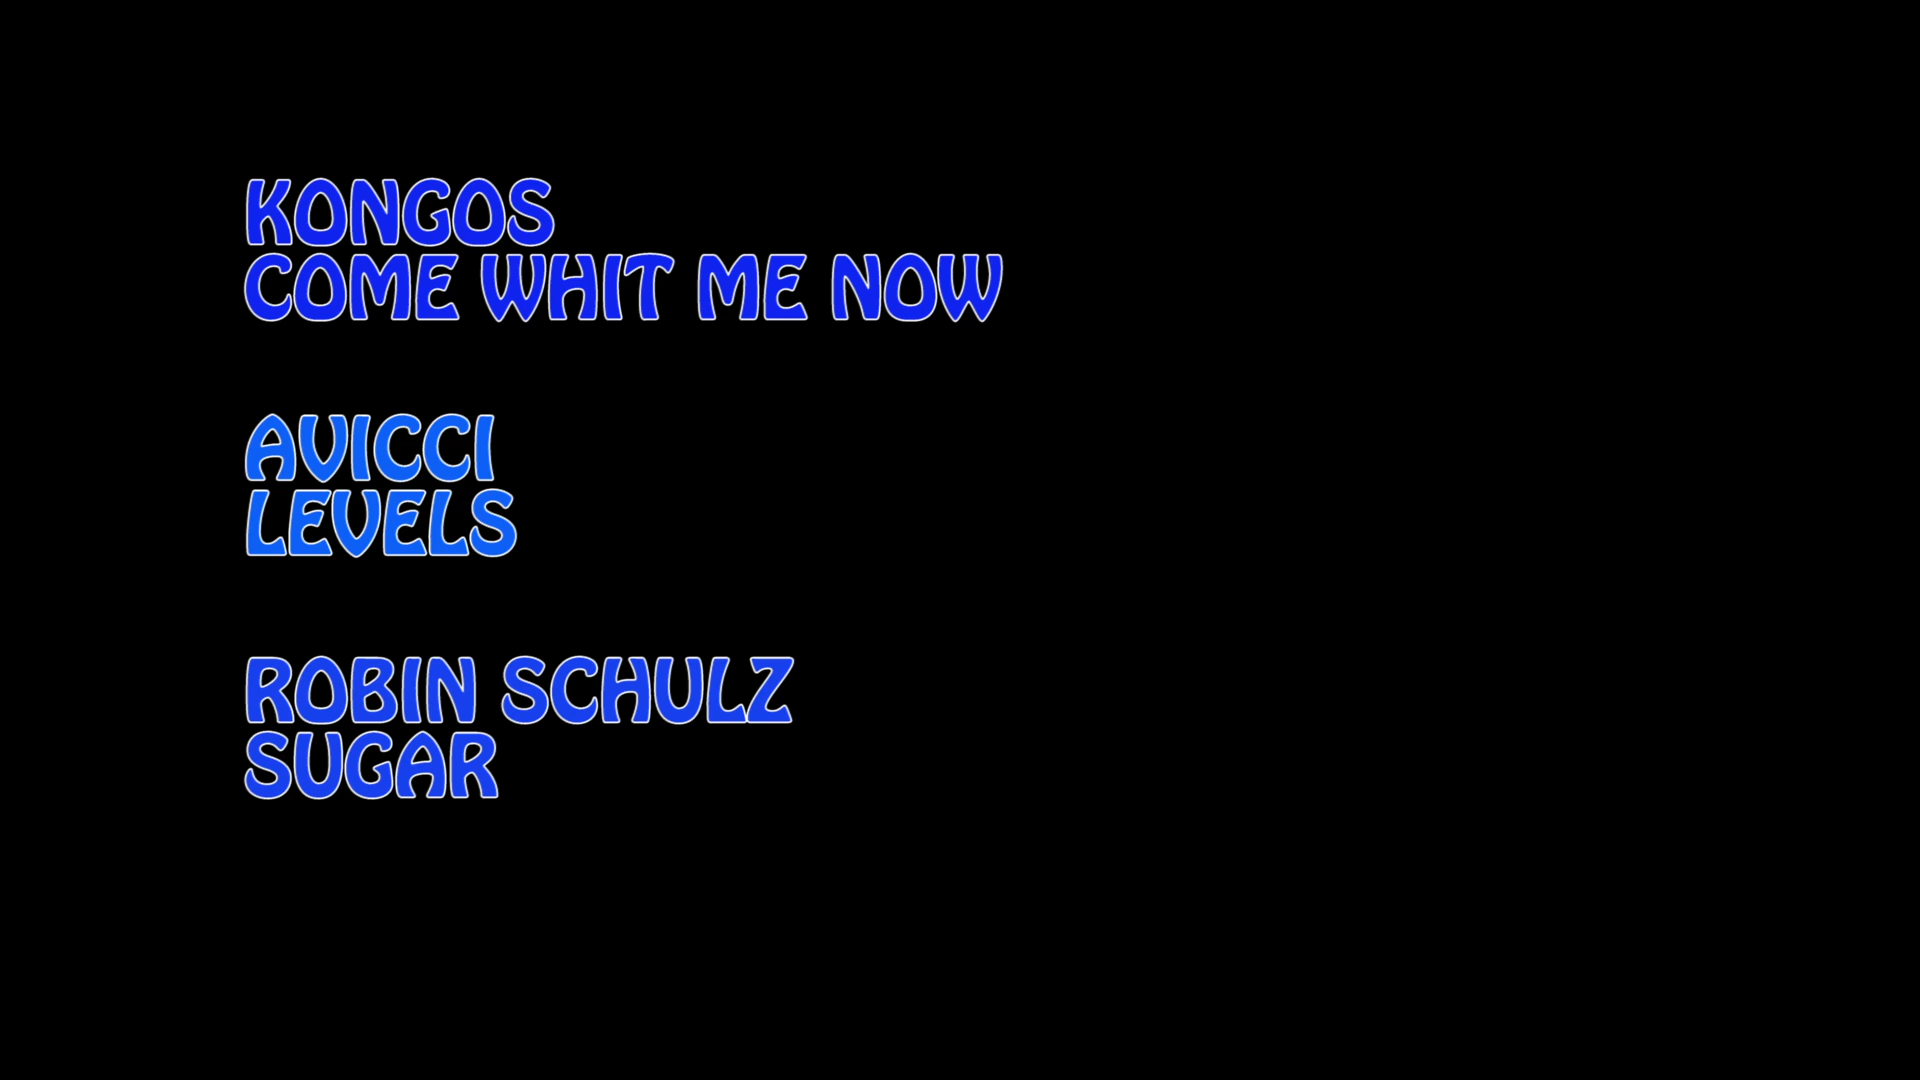 KONGOS
COME WHIT ME NOW
AVICCI
LEVELS
ROBIN SCHULZ
SUGAR